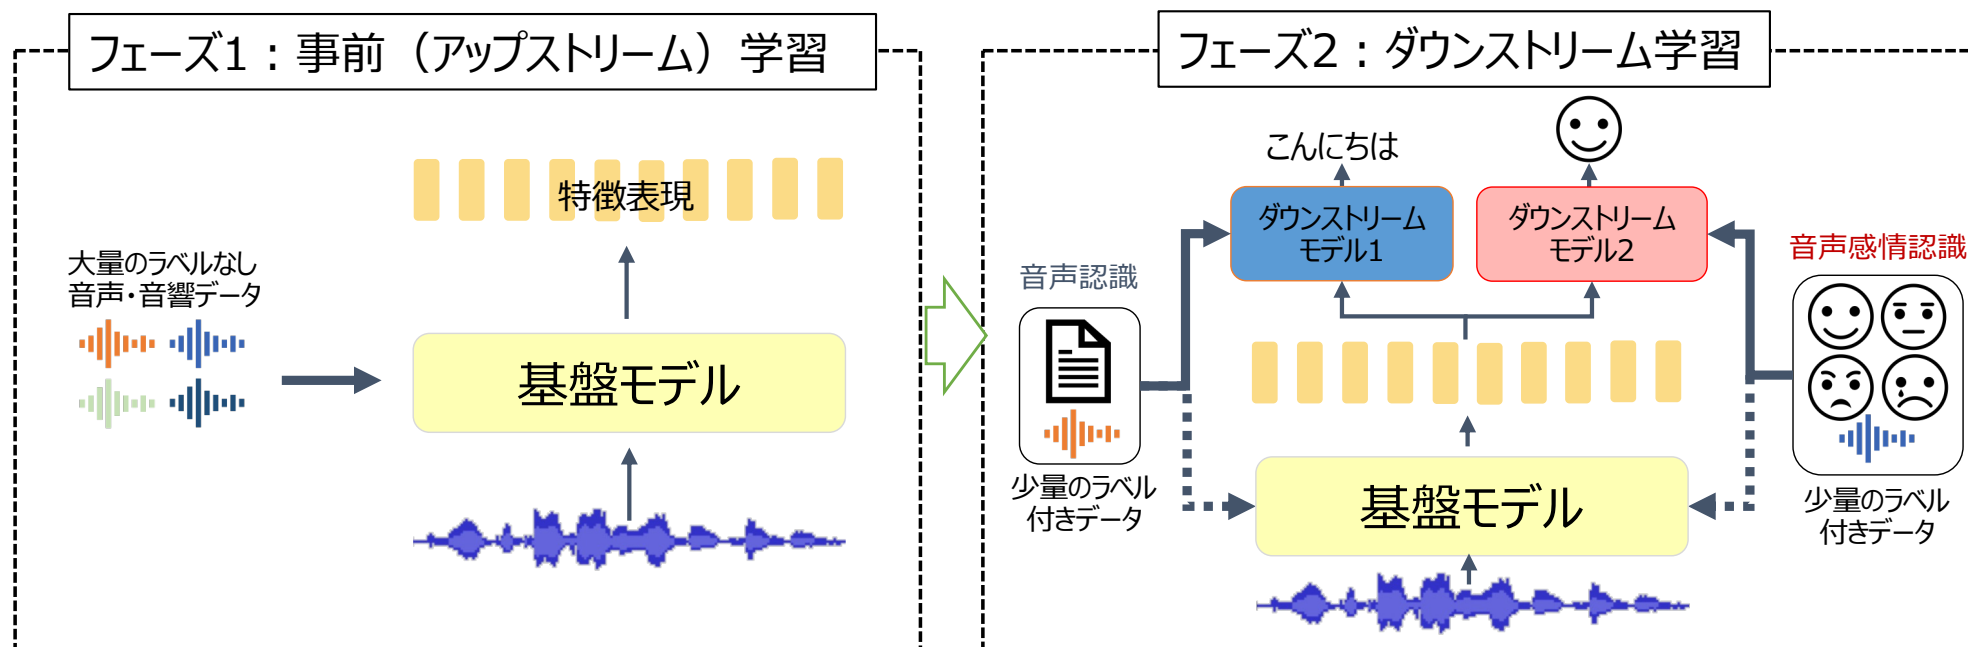 フェーズ1：事前（アップストリーム）学習
特徴表現
大量のラベルなし
音声・音響データ
基盤モデル
フェーズ2：ダウンストリーム学習
こんにちは
ダウンストリーム
モデル1
ダウンストリーム
モデル2
音声認識
音声感情認識
少量のラベル
付きデータ
基盤モデル
少量のラベル
付きデータ